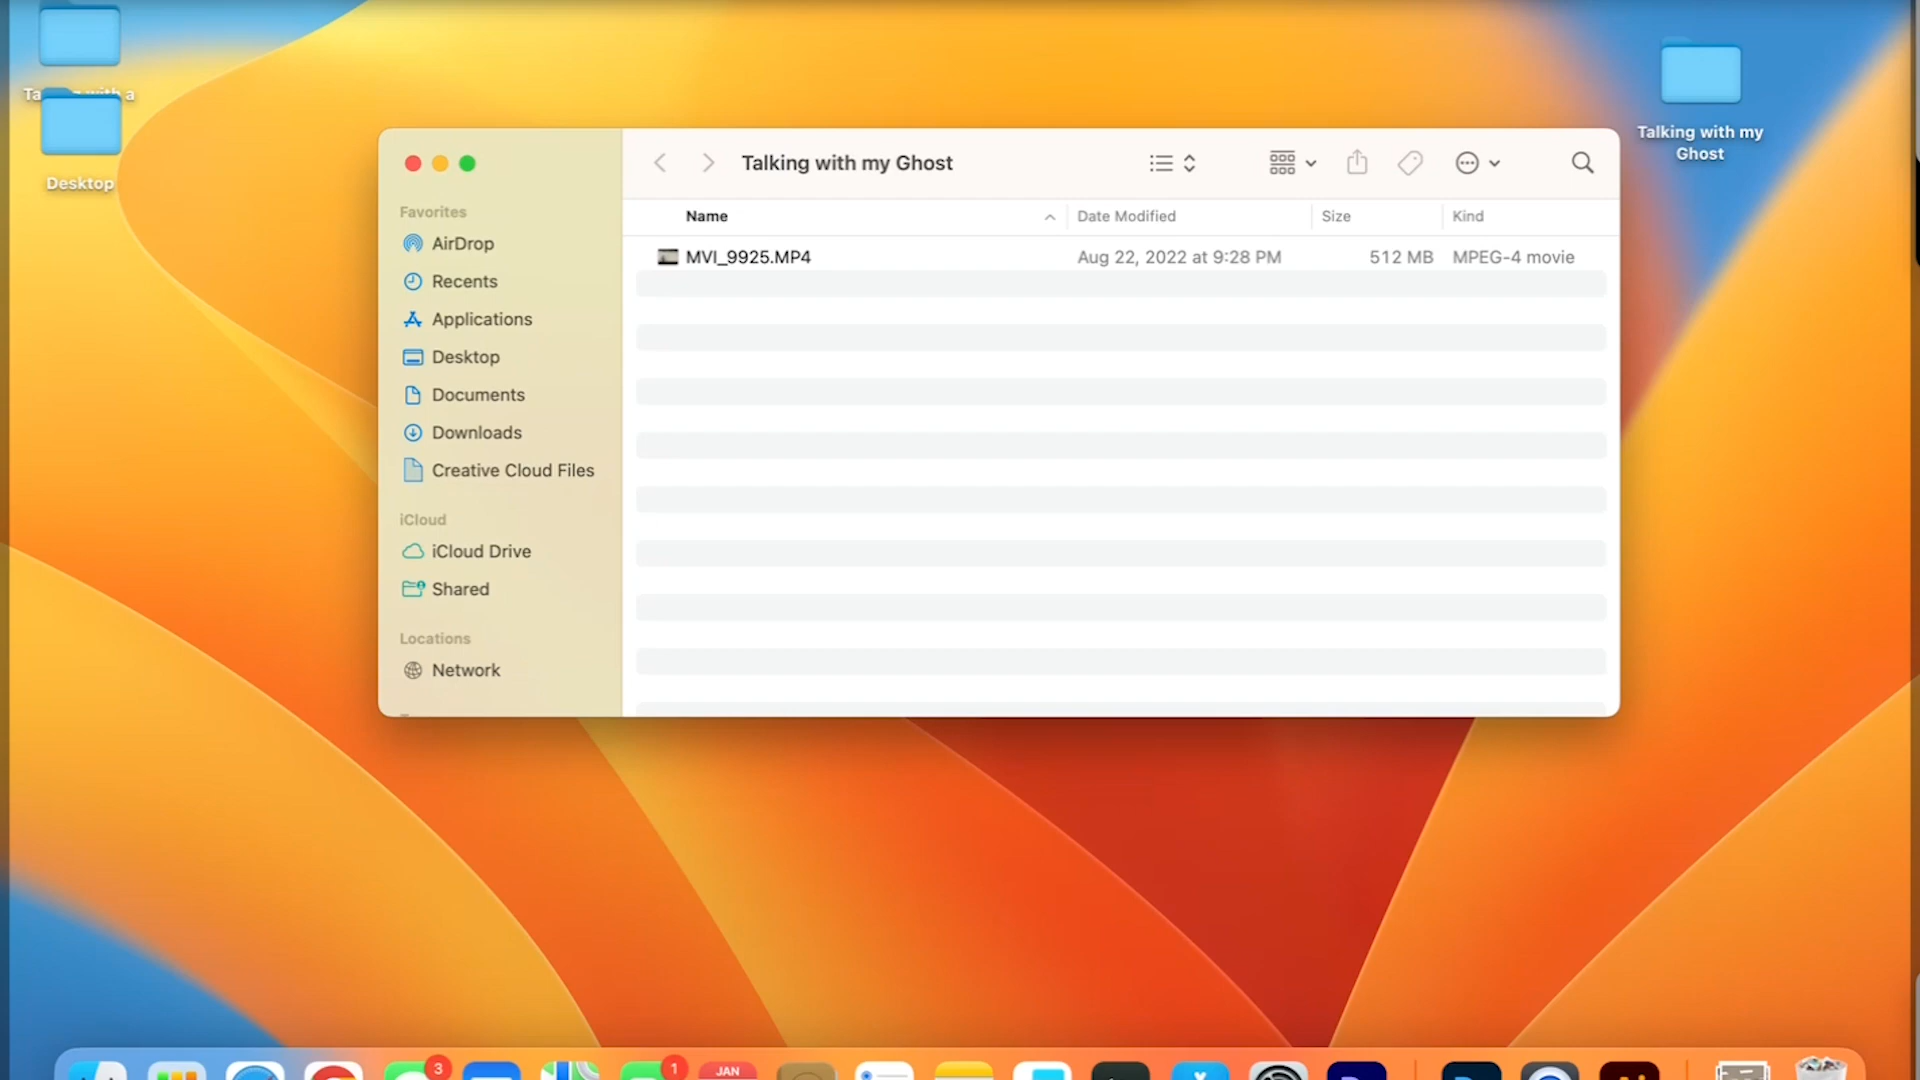 Desktop
Talking with my
Ghost
Talking with my Ghost
Favorites
AirDrop
Recents
Applications
Desktop
Documents
Downloads
Creative Cloud Files
iCloud
iCloud Drive
Shared
Locations
Network
Name
Date Modified
Size
Kind
MVI_9925.MP4
Aug 22, 2022 at 9:28 PM
512 MB
MPEG-4 movie
3
1
JAN